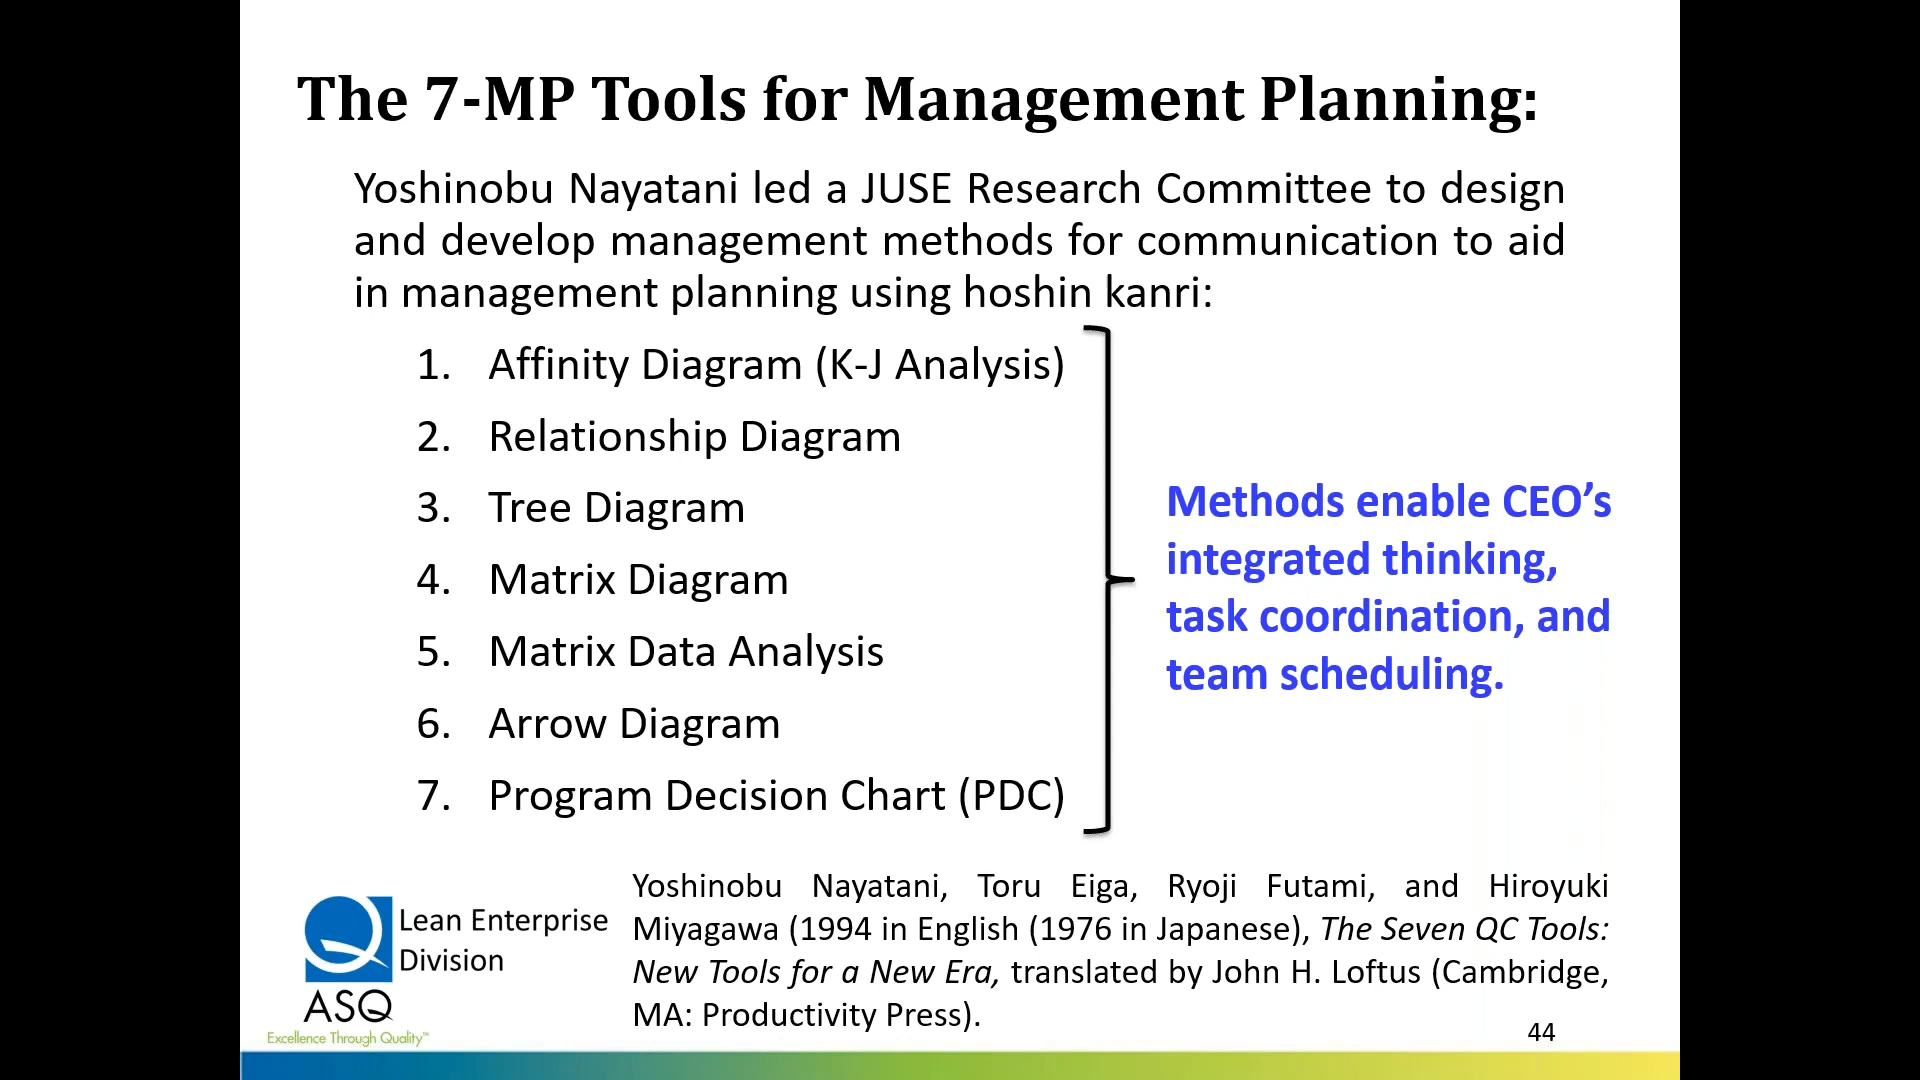 The 7-MP Tools for Management Planning:
Yoshinobu Nayatani led a JUSE Research Committee to design
and develop management methods for communication to aid
in management planning using hoshin kanri:
1. Affinity Diagram (K-J Analysis)
2. Relationship Diagram
3. Tree Diagram
4. Matrix Diagram
5. Matrix Data Analysis
6. Arrow Diagram
7. Program Decision Chart (PDC)
Methods enable CEO’s
integrated thinking,
task coordination, and
team scheduling.
Lean Enterprise
Division
ASQ
Excellence Through Quality™
Yoshinobu Nayatani, Toru Eiga, Ryoji Futami, and Hiroyuki
Miyagawa (1994 in English (1976 in Japanese), The Seven QC Tools:
New Tools for a New Era, translated by John H. Loftus (Cambridge,
MA: Productivity Press).
44